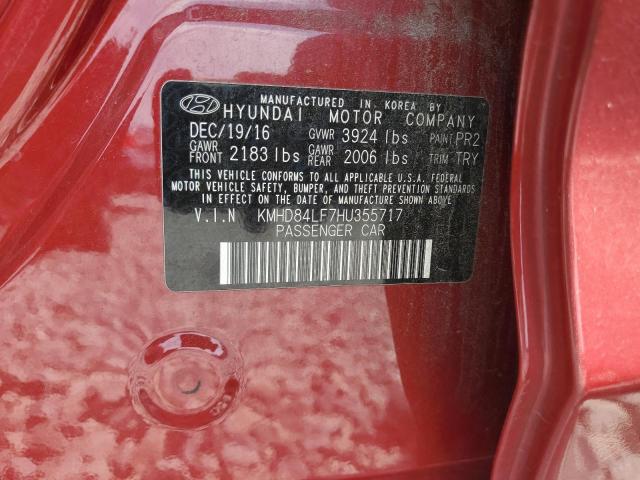 MANUFACTURED IN KOREA BY
HYUNDAI MOTOR COMPANY
DEC/19/16 GVWR 3924 lbs PAINT PR2
GAWR FRONT 2183 lbs GAWR REAR 2006 lbs TRIM TRY
THIS VEHICLE CONFORMS TO ALL APPLICABLE U.S.A. FEDERAL
MOTOR VEHICLE SAFETY, BUMPER, AND THEFT PREVENTION STANDARDS
IN EFFECT ON THE DATE OF MANUFACTURE SHOWN ABOVE
V.I.N KMHD84LF7HU355717
PASSENGER CAR